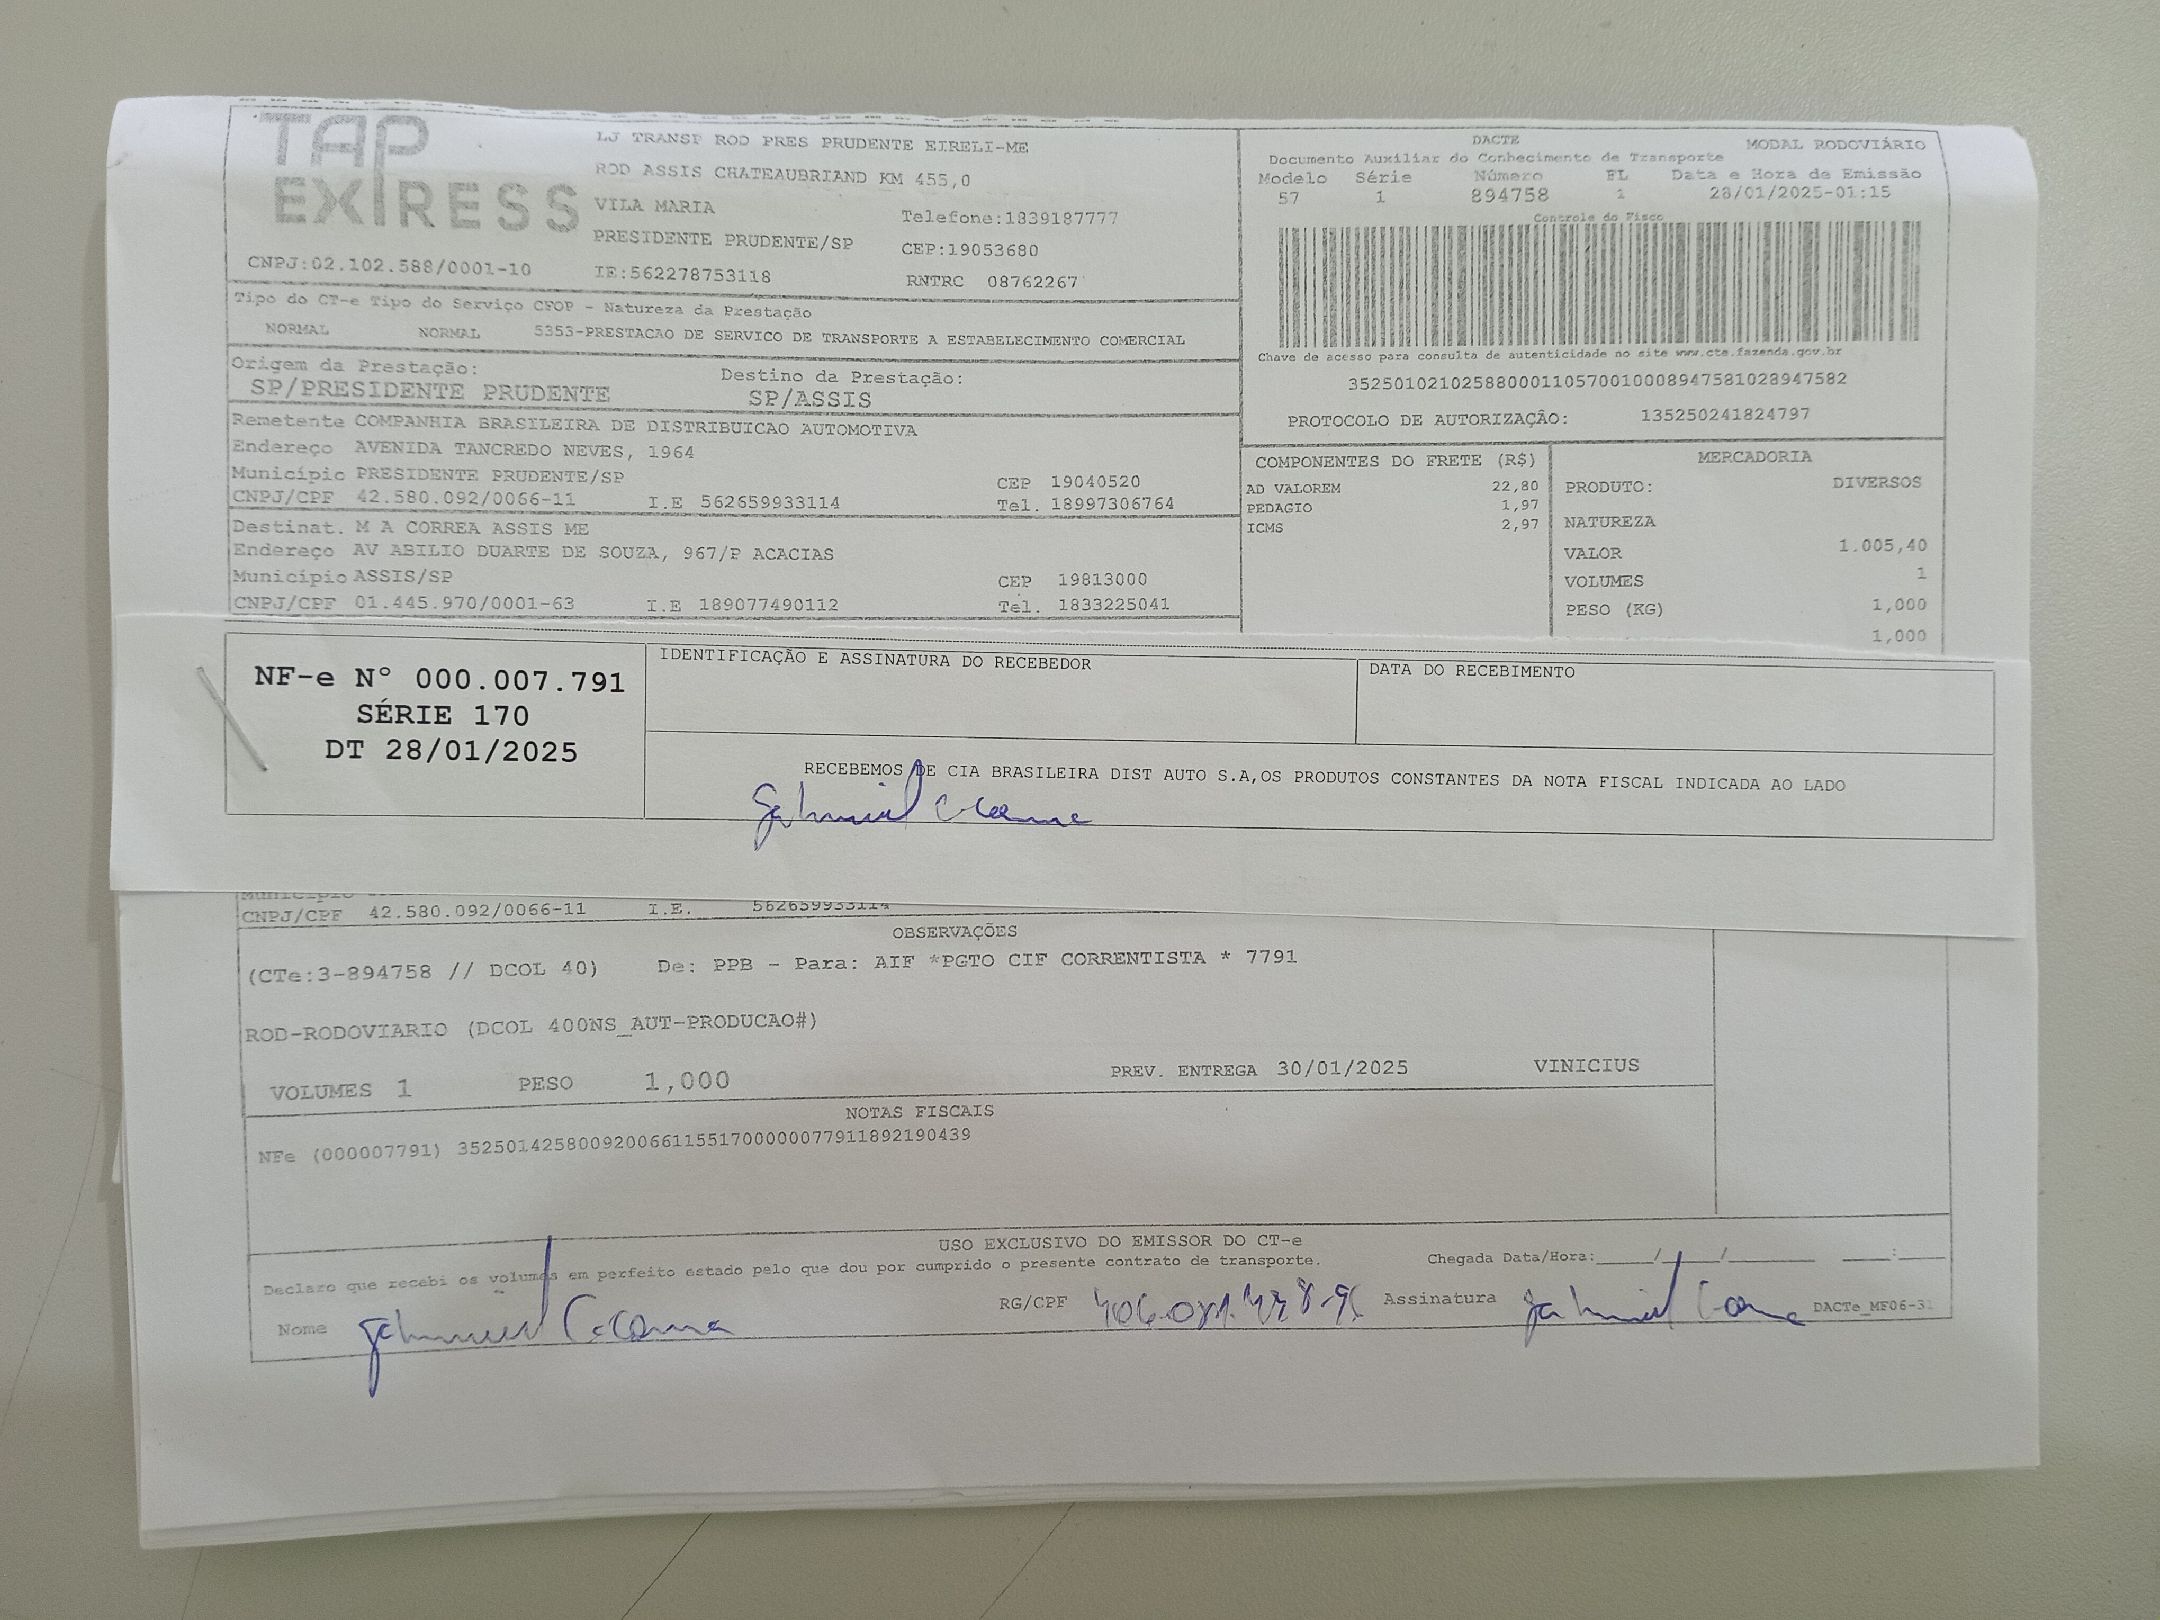 TAP EXPRESS
LJ TRANSP ROD PRES PRUDENTE EIRELI-ME
ROD ASSIS CHATEAUBRIAND KM 455,0
VILA MARIA Telefone:1839187777
PRESIDENTE PRUDENTE/SP CEP:19053680
CNPJ:02.102.588/0001-10 IE:562278753118 RNTRC 08762267
DACTE MODAL RODOVIÁRIO
Documento Auxiliar do Conhecimento de Transporte
Modelo Série Número FL Data e Hora de Emissão
57 1 894758 1 28/01/2025-01:15
Controle do Fisco
Chave de acesso para consulta de autenticidade no site www.cte.fazenda.gov.br
35250102102588000110570010008947581028947582
PROTOCOLO DE AUTORIZAÇÃO: 135250241824797
Tipo do CT-e Tipo do Serviço CFOP - Natureza da Prestação
NORMAL NORMAL 5353-PRESTACAO DE SERVICO DE TRANSPORTE A ESTABELECIMENTO COMERCIAL
Origem da Prestação: Destino da Prestação:
SP/PRESIDENTE PRUDENTE SP/ASSIS
Remetente COMPANHIA BRASILEIRA DE DISTRIBUICAO AUTOMOTIVA
Endereço AVENIDA TANCREDO NEVES, 1964
Município PRESIDENTE PRUDENTE/SP CEP 19040520
CNPJ/CPF 42.580.092/0066-11 I.E 562659933114 Tel. 18997306764
Destinat. M A CORREA ASSIS ME
Endereço AV ABILIO DUARTE DE SOUZA, 967/P ACACIAS
Município ASSIS/SP CEP 19813000
CNPJ/CPF 01.445.970/0001-63 I.E 189077490112 Tel. 1833225041
COMPONENTES DO FRETE (R$)
AD VALOREM 22,80
PEDAGIO 1,97
ICMS 2,97
MERCADORIA
PRODUTO: DIVERSOS
NATUREZA
VALOR 1.005,40
VOLUMES 1
PESO (KG) 1,000
1,000
NF-e Nº 000.007.791
SÉRIE 170
DT 28/01/2025
IDENTIFICAÇÃO E ASSINATURA DO RECEBEDOR
DATA DO RECEBIMENTO
RECEBEMOS DE CIA BRASILEIRA DIST AUTO S.A,OS PRODUTOS CONSTANTES DA NOTA FISCAL INDICADA AO LADO
Município
CNPJ/CPF 42.580.092/0066-11 I.E. 562659933114
OBSERVAÇÕES
(CTe:3-894758 // DCOL 40) De: PPB - Para: AIF *PGTO CIF CORRENTISTA * 7791
ROD-RODOVIARIO (DCOL 400NS_AUT-PRODUCAO#)
VOLUMES 1 PESO 1,000 PREV. ENTREGA 30/01/2025 VINICIUS
NOTAS FISCAIS
NFe (000007791) 35250142580092006611551700000077911892190439
USO EXCLUSIVO DO EMISSOR DO CT-e
Declaro que recebi os volumes em perfeito estado pelo que dou por cumprido o presente contrato de transporte. Chegada Data/Hora:____/____/____ ___:___
Nome RG/CPF Assinatura DACTe_MF06-31